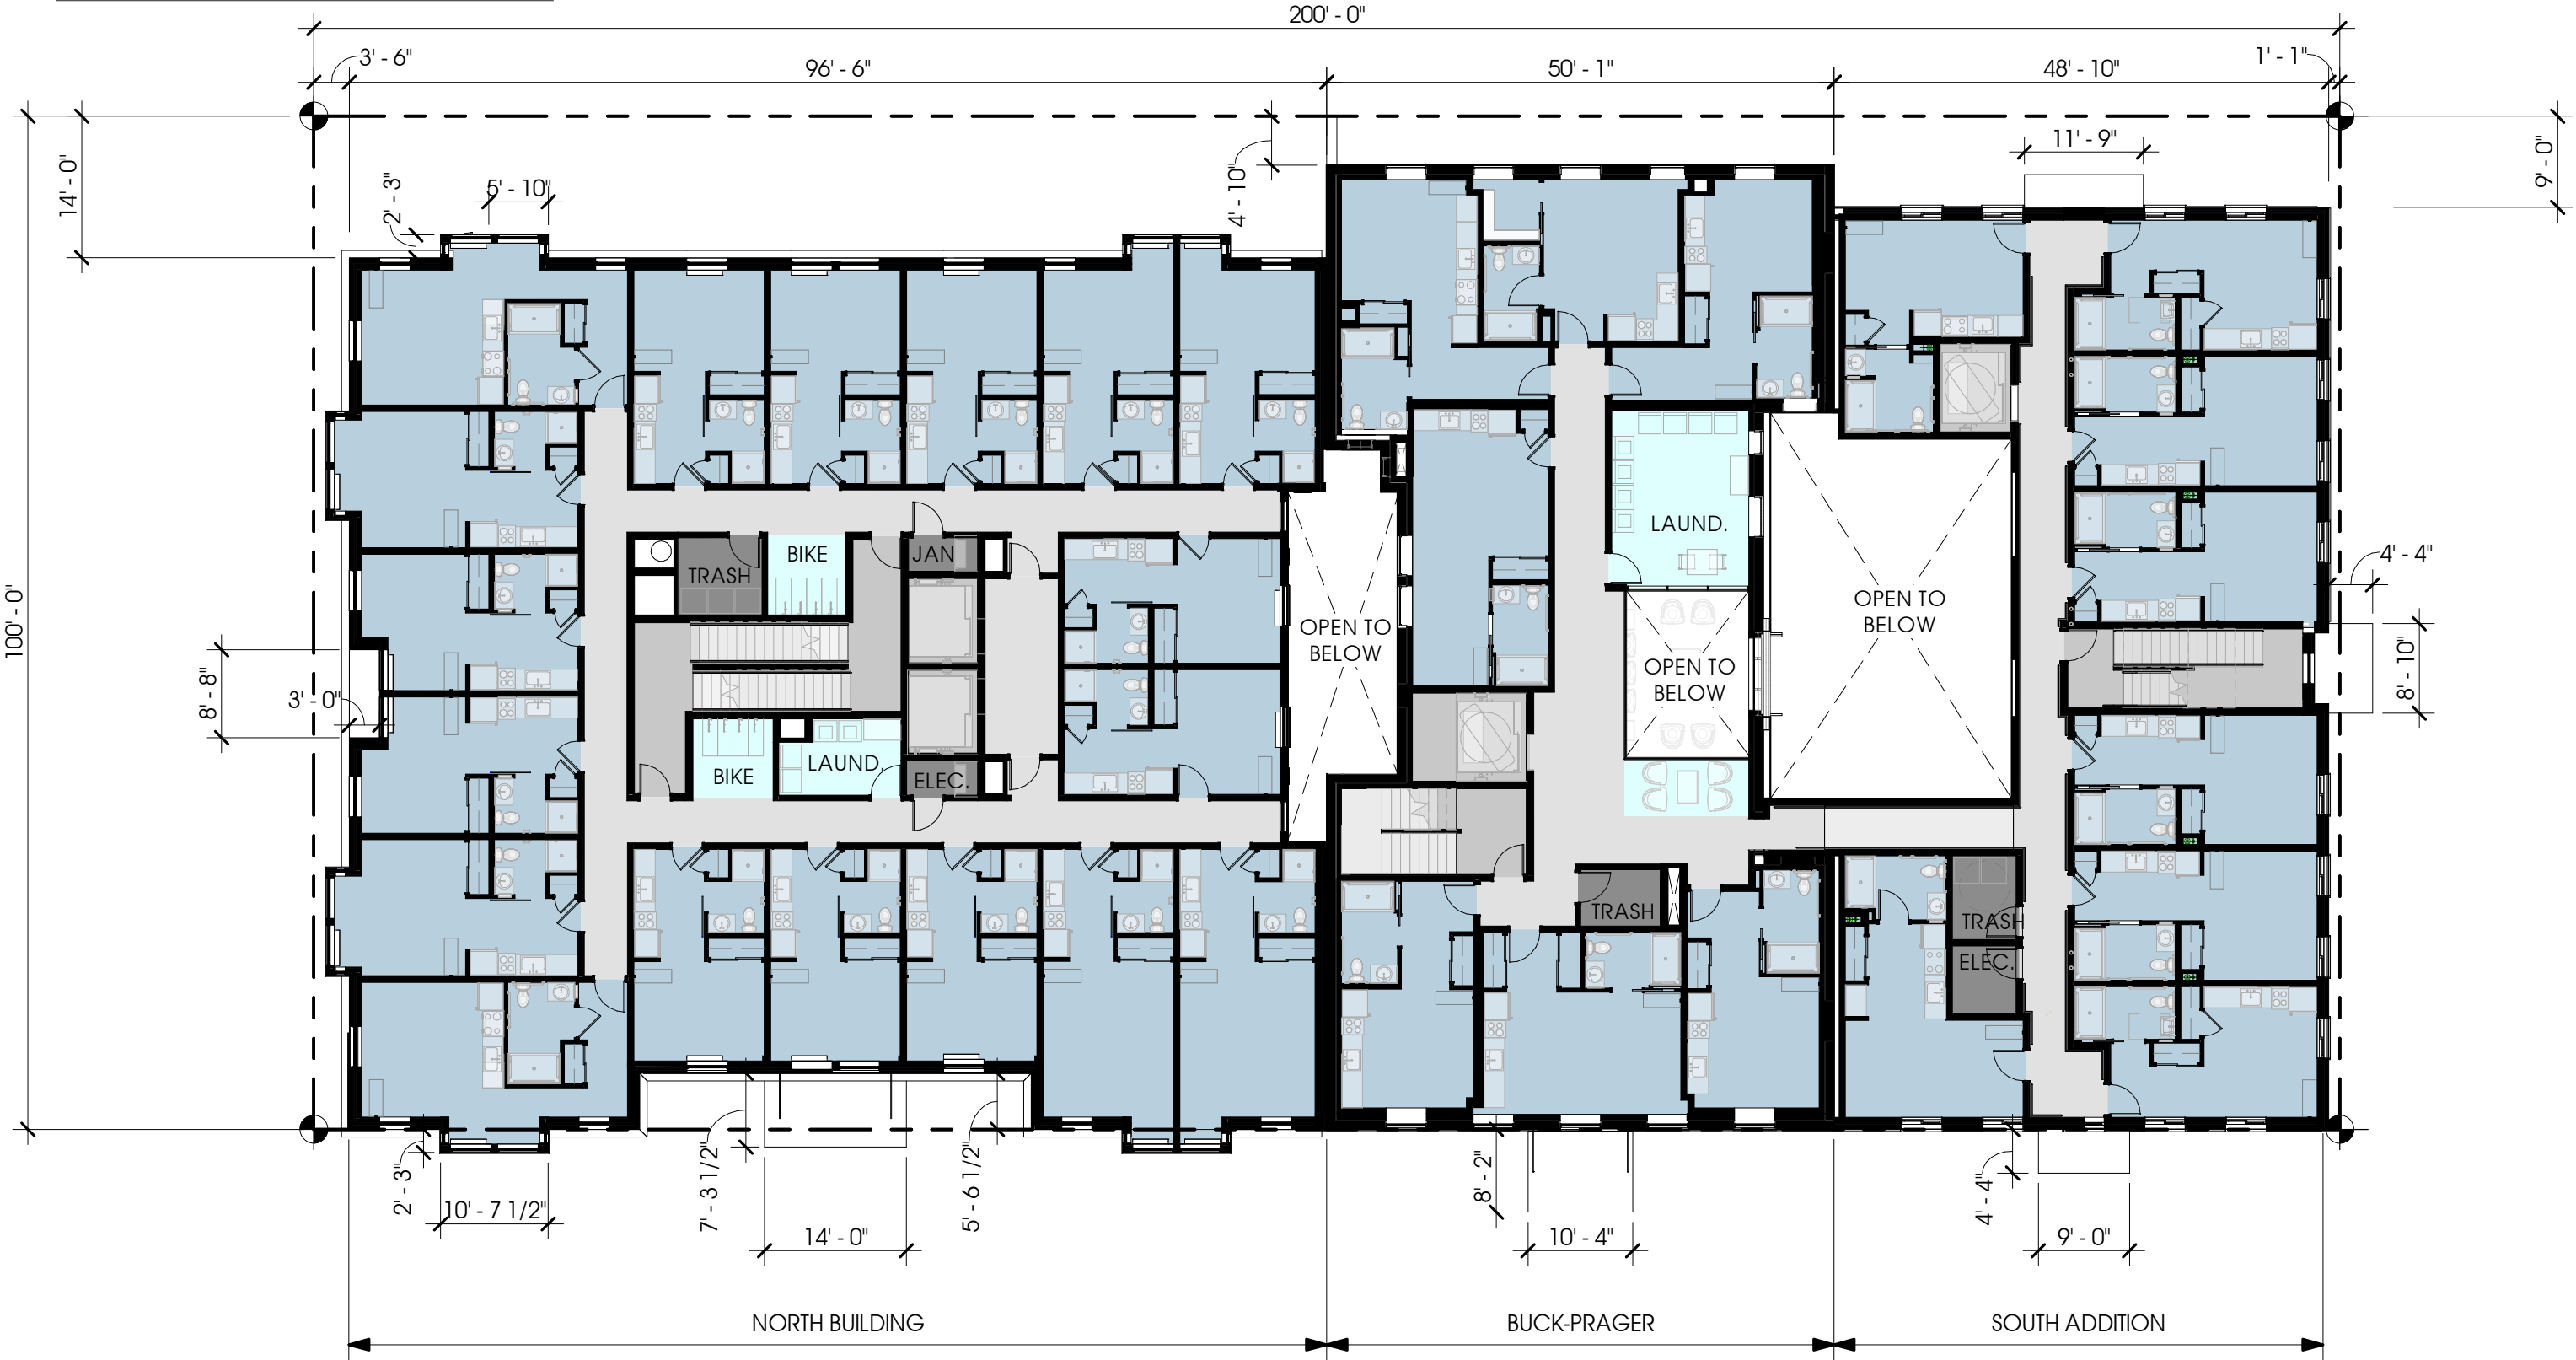 200' - 0"
3' - 6"
96' - 6"
50' - 1"
48' - 10"
1' - 1"
14' - 0"
2' - 3"
5' - 10"
4' - 10"
11' - 9"
9' - 0"
100' - 0"
LAUND.
4' - 4"
JAN
BIKE
TRASH
OPEN TO
BELOW
OPEN TO
BELOW
OPEN TO
BELOW
8' - 8"
3' - 0"
8' - 10"
BIKE
LAUND.
ELEC.
TRASH
TRASH
ELEC.
2' - 3"
10' - 7 1/2"
7' - 3 1/2"
14' - 0"
5' - 6 1/2"
8' - 2"
10' - 4"
4' - 4"
9' - 0"
NORTH BUILDING
BUCK-PRAGER
SOUTH ADDITION